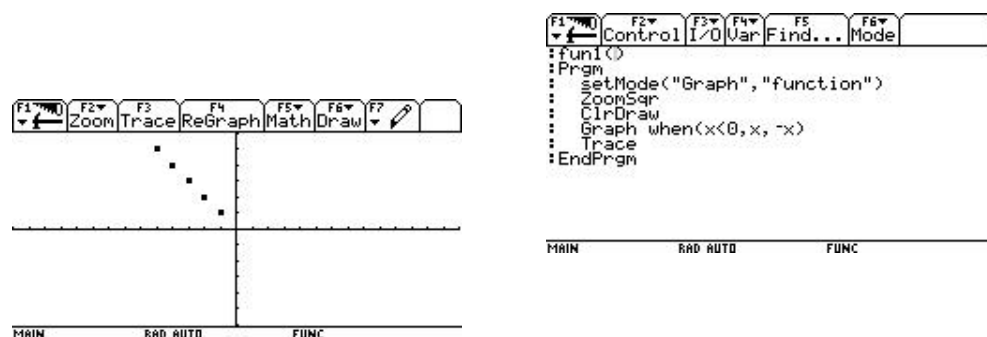 F1 F2 F3 F4 F5 F6 F7
Zoom Trace ReGraph Math Draw
MAIN RAD AUTO FUNC
F1 F2 F3 F4 F5 F6
Control I/O Var Find... Mode
:fun1()
:Prgm
: setMode("Graph","function")
: ZoomSqr
: ClrDraw
: Graph when(x<0,x,-x)
: Trace
:EndPrgm
MAIN RAD AUTO FUNC